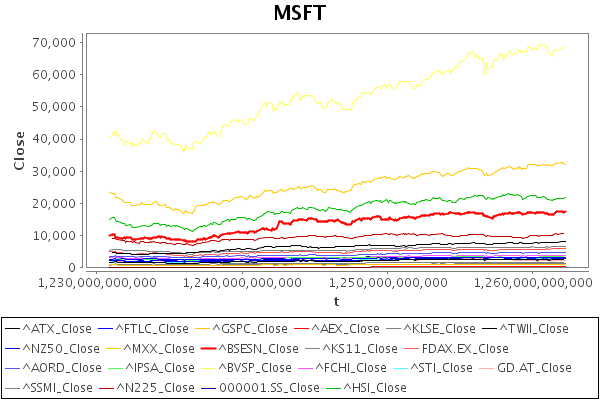 MSFT
Close
70,000
60,000
50,000
40,000
30,000
20,000
10,000
0
1,230,000,000,000 1,240,000,000,000 1,250,000,000,000 1,260,000,000,000
t
^ATX_Close ^FTLC_Close ^GSPC_Close ^AEX_Close ^KLSE_Close ^TWII_Close
^NZ50_Close ^MXX_Close ^BSESN_Close ^KS11_Close FDAX.EX_Close
^AORD_Close ^IPSA_Close ^BVSP_Close ^FCHI_Close ^STI_Close GD.AT_Close
^SSMI_Close ^N225_Close 000001.SS_Close ^HSI_Close